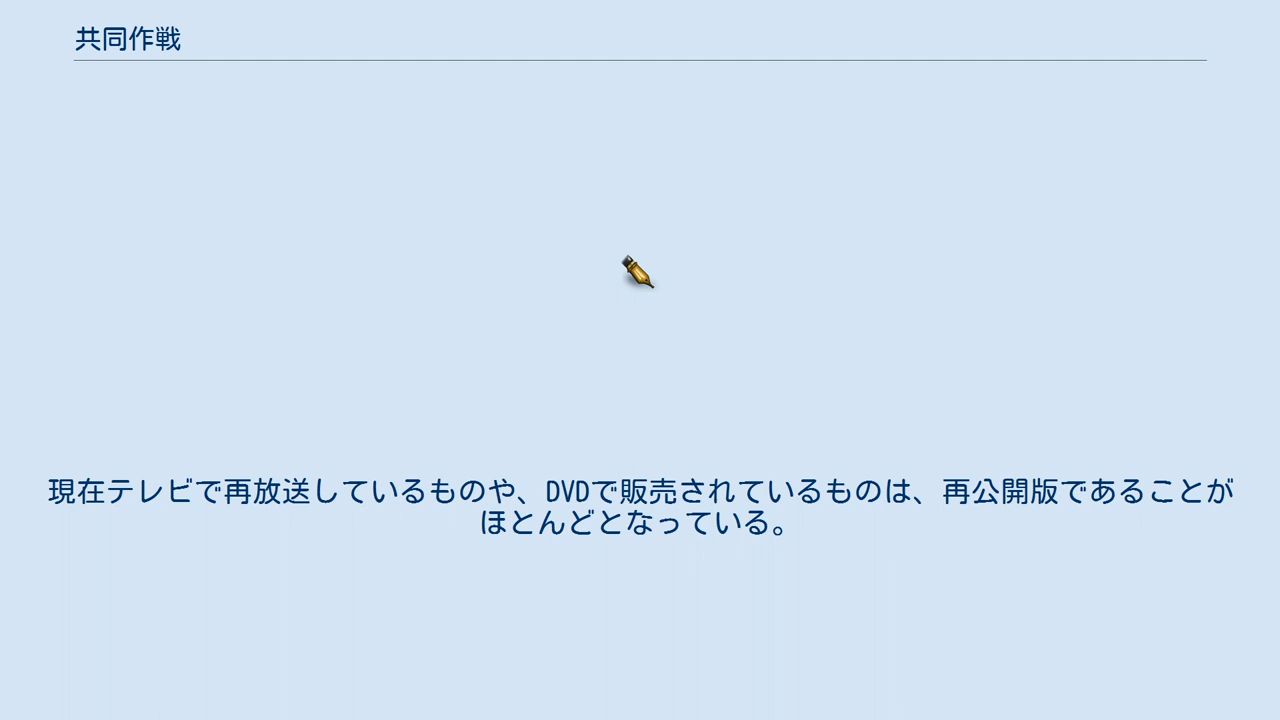 共同作戦
現在テレビで再放送しているものや、DVDで販売されているものは、再公開版であることが
ほとんどとなっている。